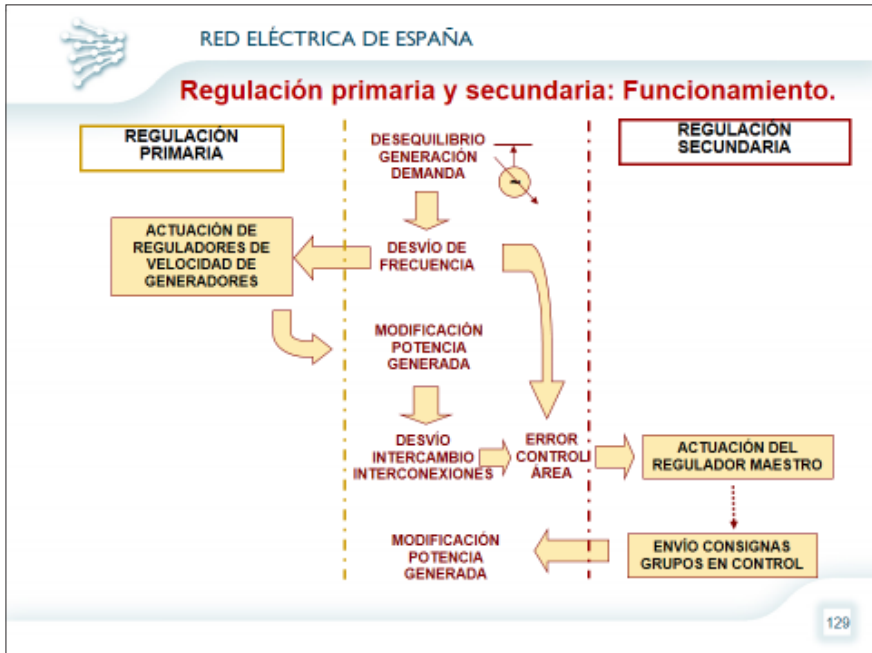 RED ELÉCTRICA DE ESPAÑA
Regulación primaria y secundaria: Funcionamiento.
REGULACIÓN
PRIMARIA
DESEQUILIBRIO
GENERACIÓN
DEMANDA
REGULACIÓN
SECUNDARIA
ACTUACIÓN DE
REGULADORES DE
VELOCIDAD DE
GENERADORES
DESVÍO DE
FRECUENCIA
MODIFICACIÓN
POTENCIA
GENERADA
DESVÍO
INTERCAMBIO
INTERCONEXIONES
ERROR
CONTROL
ÁREA
ACTUACIÓN DEL
REGULADOR MAESTRO
MODIFICACIÓN
POTENCIA
GENERADA
ENVÍO CONSIGNAS
GRUPOS EN CONTROL
129